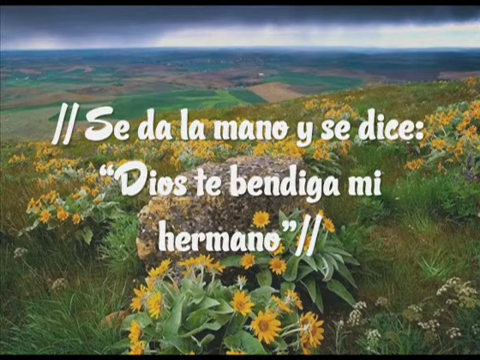 // Se da la mano y se dice:
“Dios te bendiga mi
hermano”//